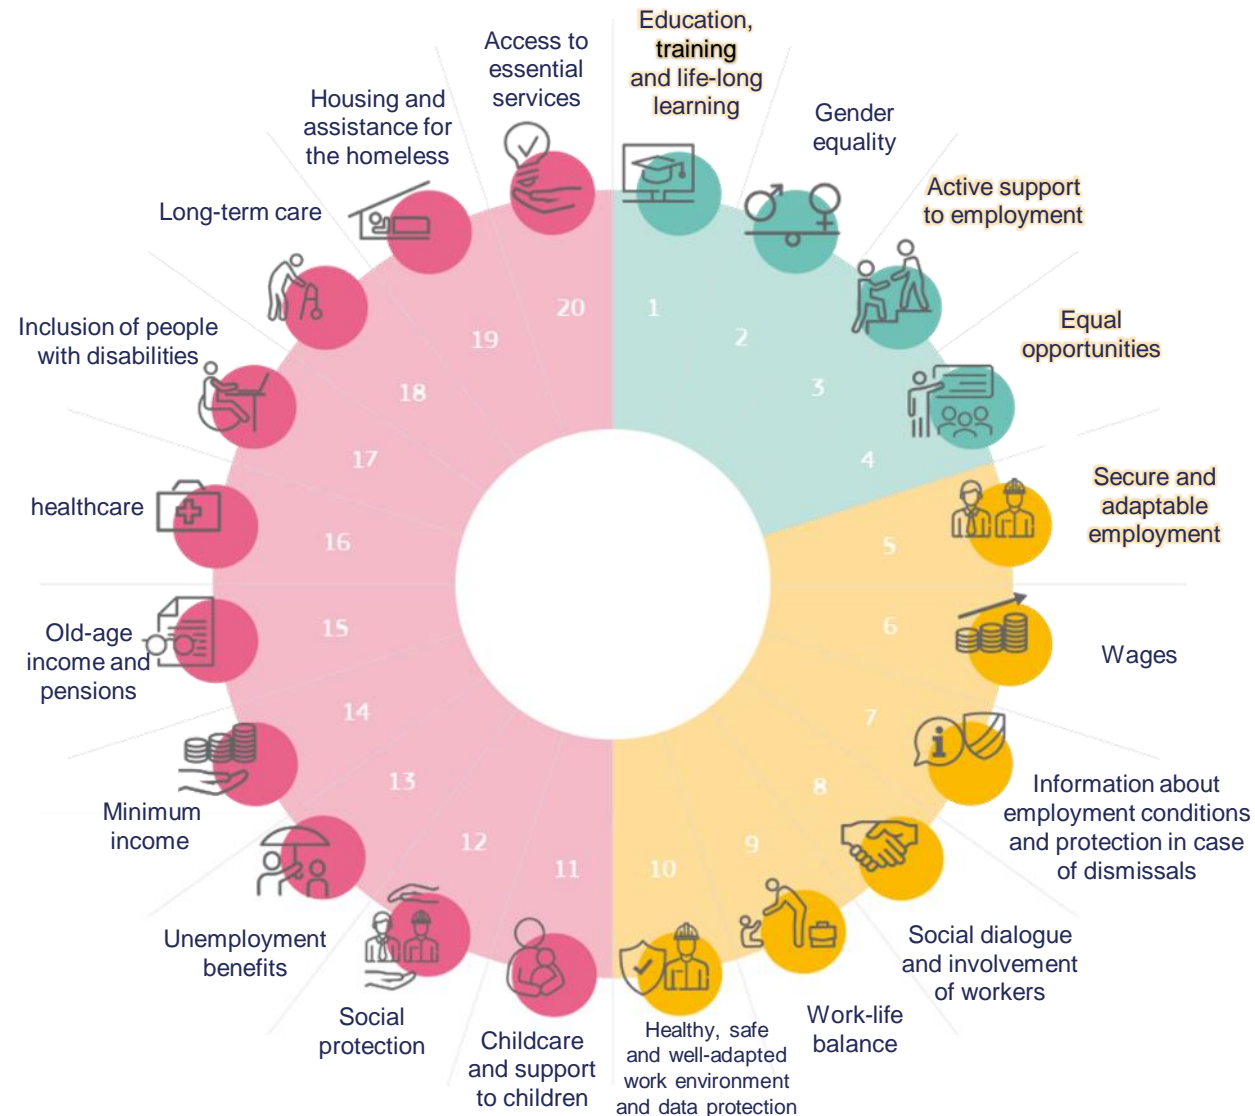 Education,
training
and life-long
learning
Gender
equality
Active support
to employment
Equal
opportunities
Secure and
adaptable
employment
Wages
Information about
employment conditions
and protection in case
of dismissals
Social dialogue
and involvement
of workers
Work-life
balance
Healthy, safe
and well-adapted
work environment
and data protection
Childcare
and support
to children
Social
protection
Unemployment
benefits
Minimum
income
Old-age
income and
pensions
healthcare
Inclusion of people
with disabilities
Long-term care
Housing and
assistance for
the homeless
Access to
essential
services
1
2
3
4
5
6
7
8
9
10
11
12
13
14
15
16
17
18
19
20
i